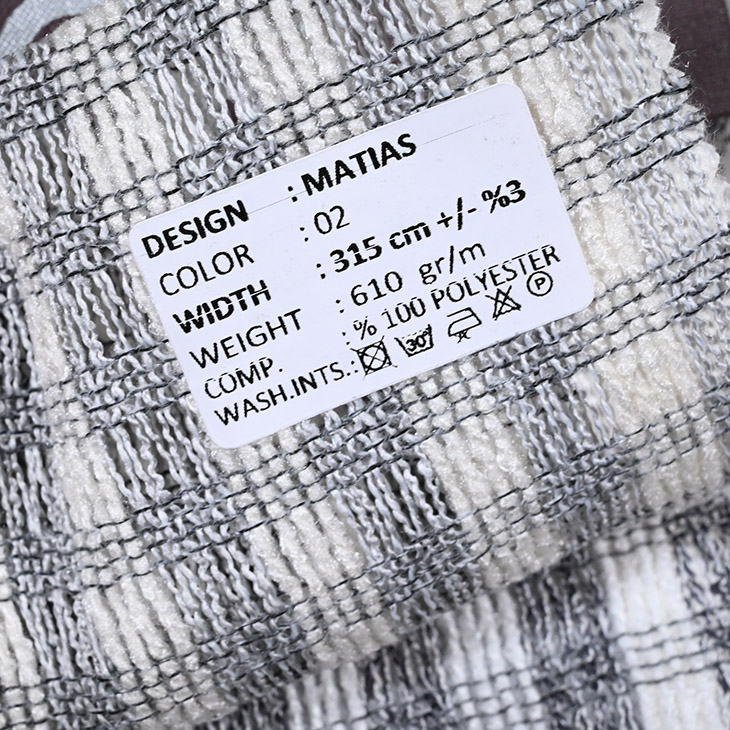 DESIGN : MATIAS
COLOR : 02
WIDTH : 315 cm +/- %3
WEIGHT : 610 gr/m
COMP. : % 100 POLYESTER
WASH.INTS.: 30° P